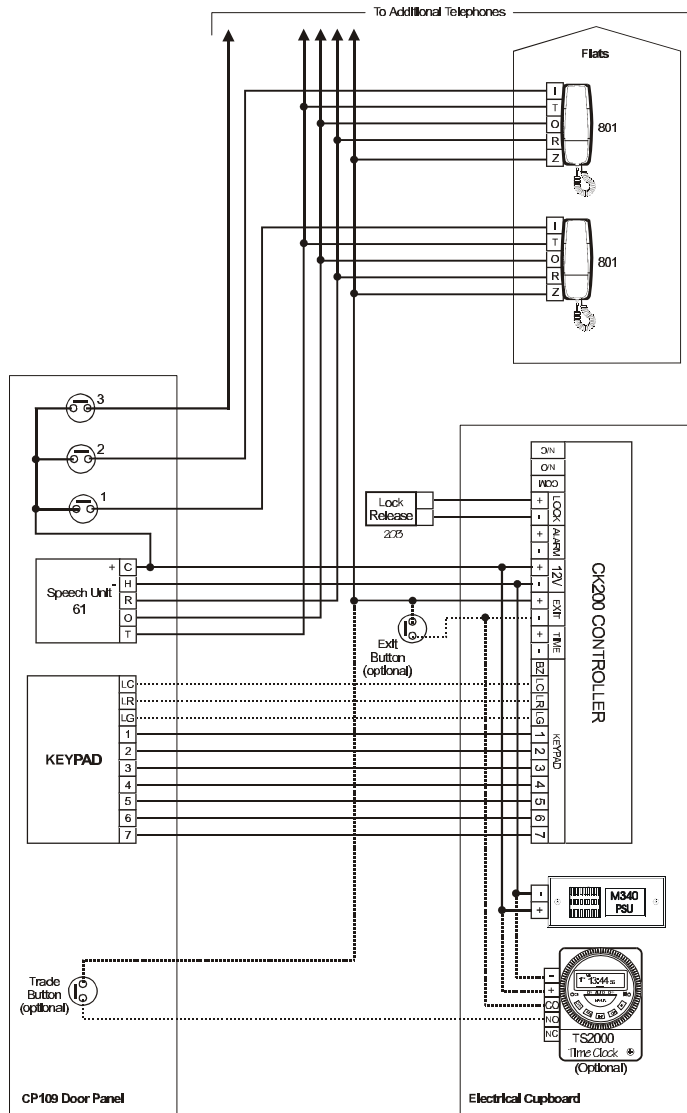 To Additional Telephones
Flats
I
T
O
R
Z
801
I
T
O
R
Z
801
3
2
1
Lock
Release
203
N/C
N/O
COM
+ LOCK
-
+ ALARM
-
+ 12V
-
+ EXIT
-
+ TIME
-
BZ
LC
LR
LG
1
2
3
4
5
6
7
KEYPAD
CK200 CONTROLLER
Speech Unit
61
+ C
- H
R
O
T
Exit
Button
(optional)
KEYPAD
LC
LR
LG
1
2
3
4
5
6
7
-
+
M340
PSU
Trade
Button
(optional)
-
+
CO
NO
NC
13:44
TS2000
Time Clock
(Optional)
CP109 Door Panel
Electrical Cupboard